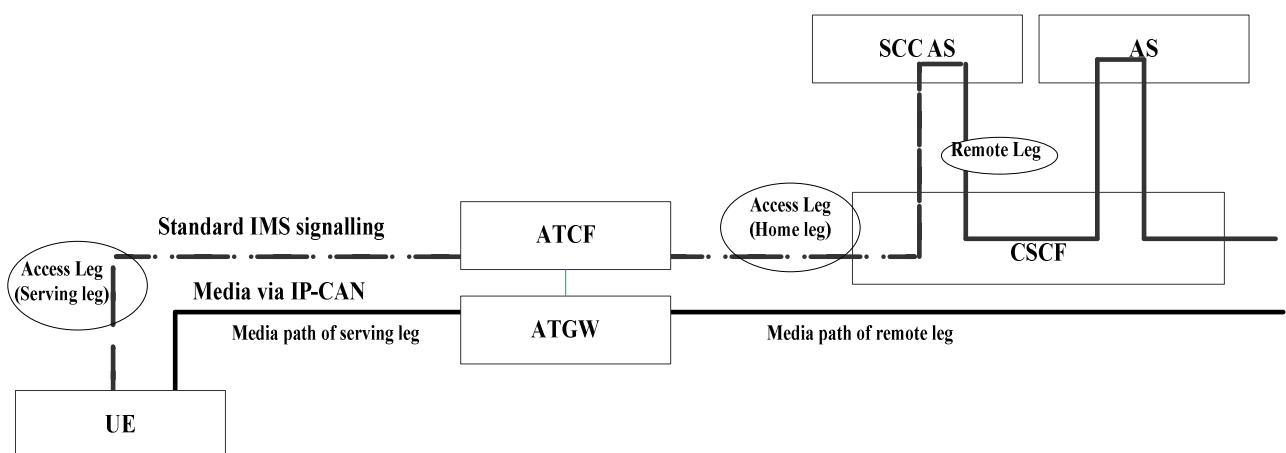 SCC AS
AS
Remote Leg
Access Leg
(Home leg)
Standard IMS signalling
ATCF
CSCF
Access Leg
(Serving leg)
Media via IP-CAN
Media path of serving leg
ATGW
Media path of remote leg
UE